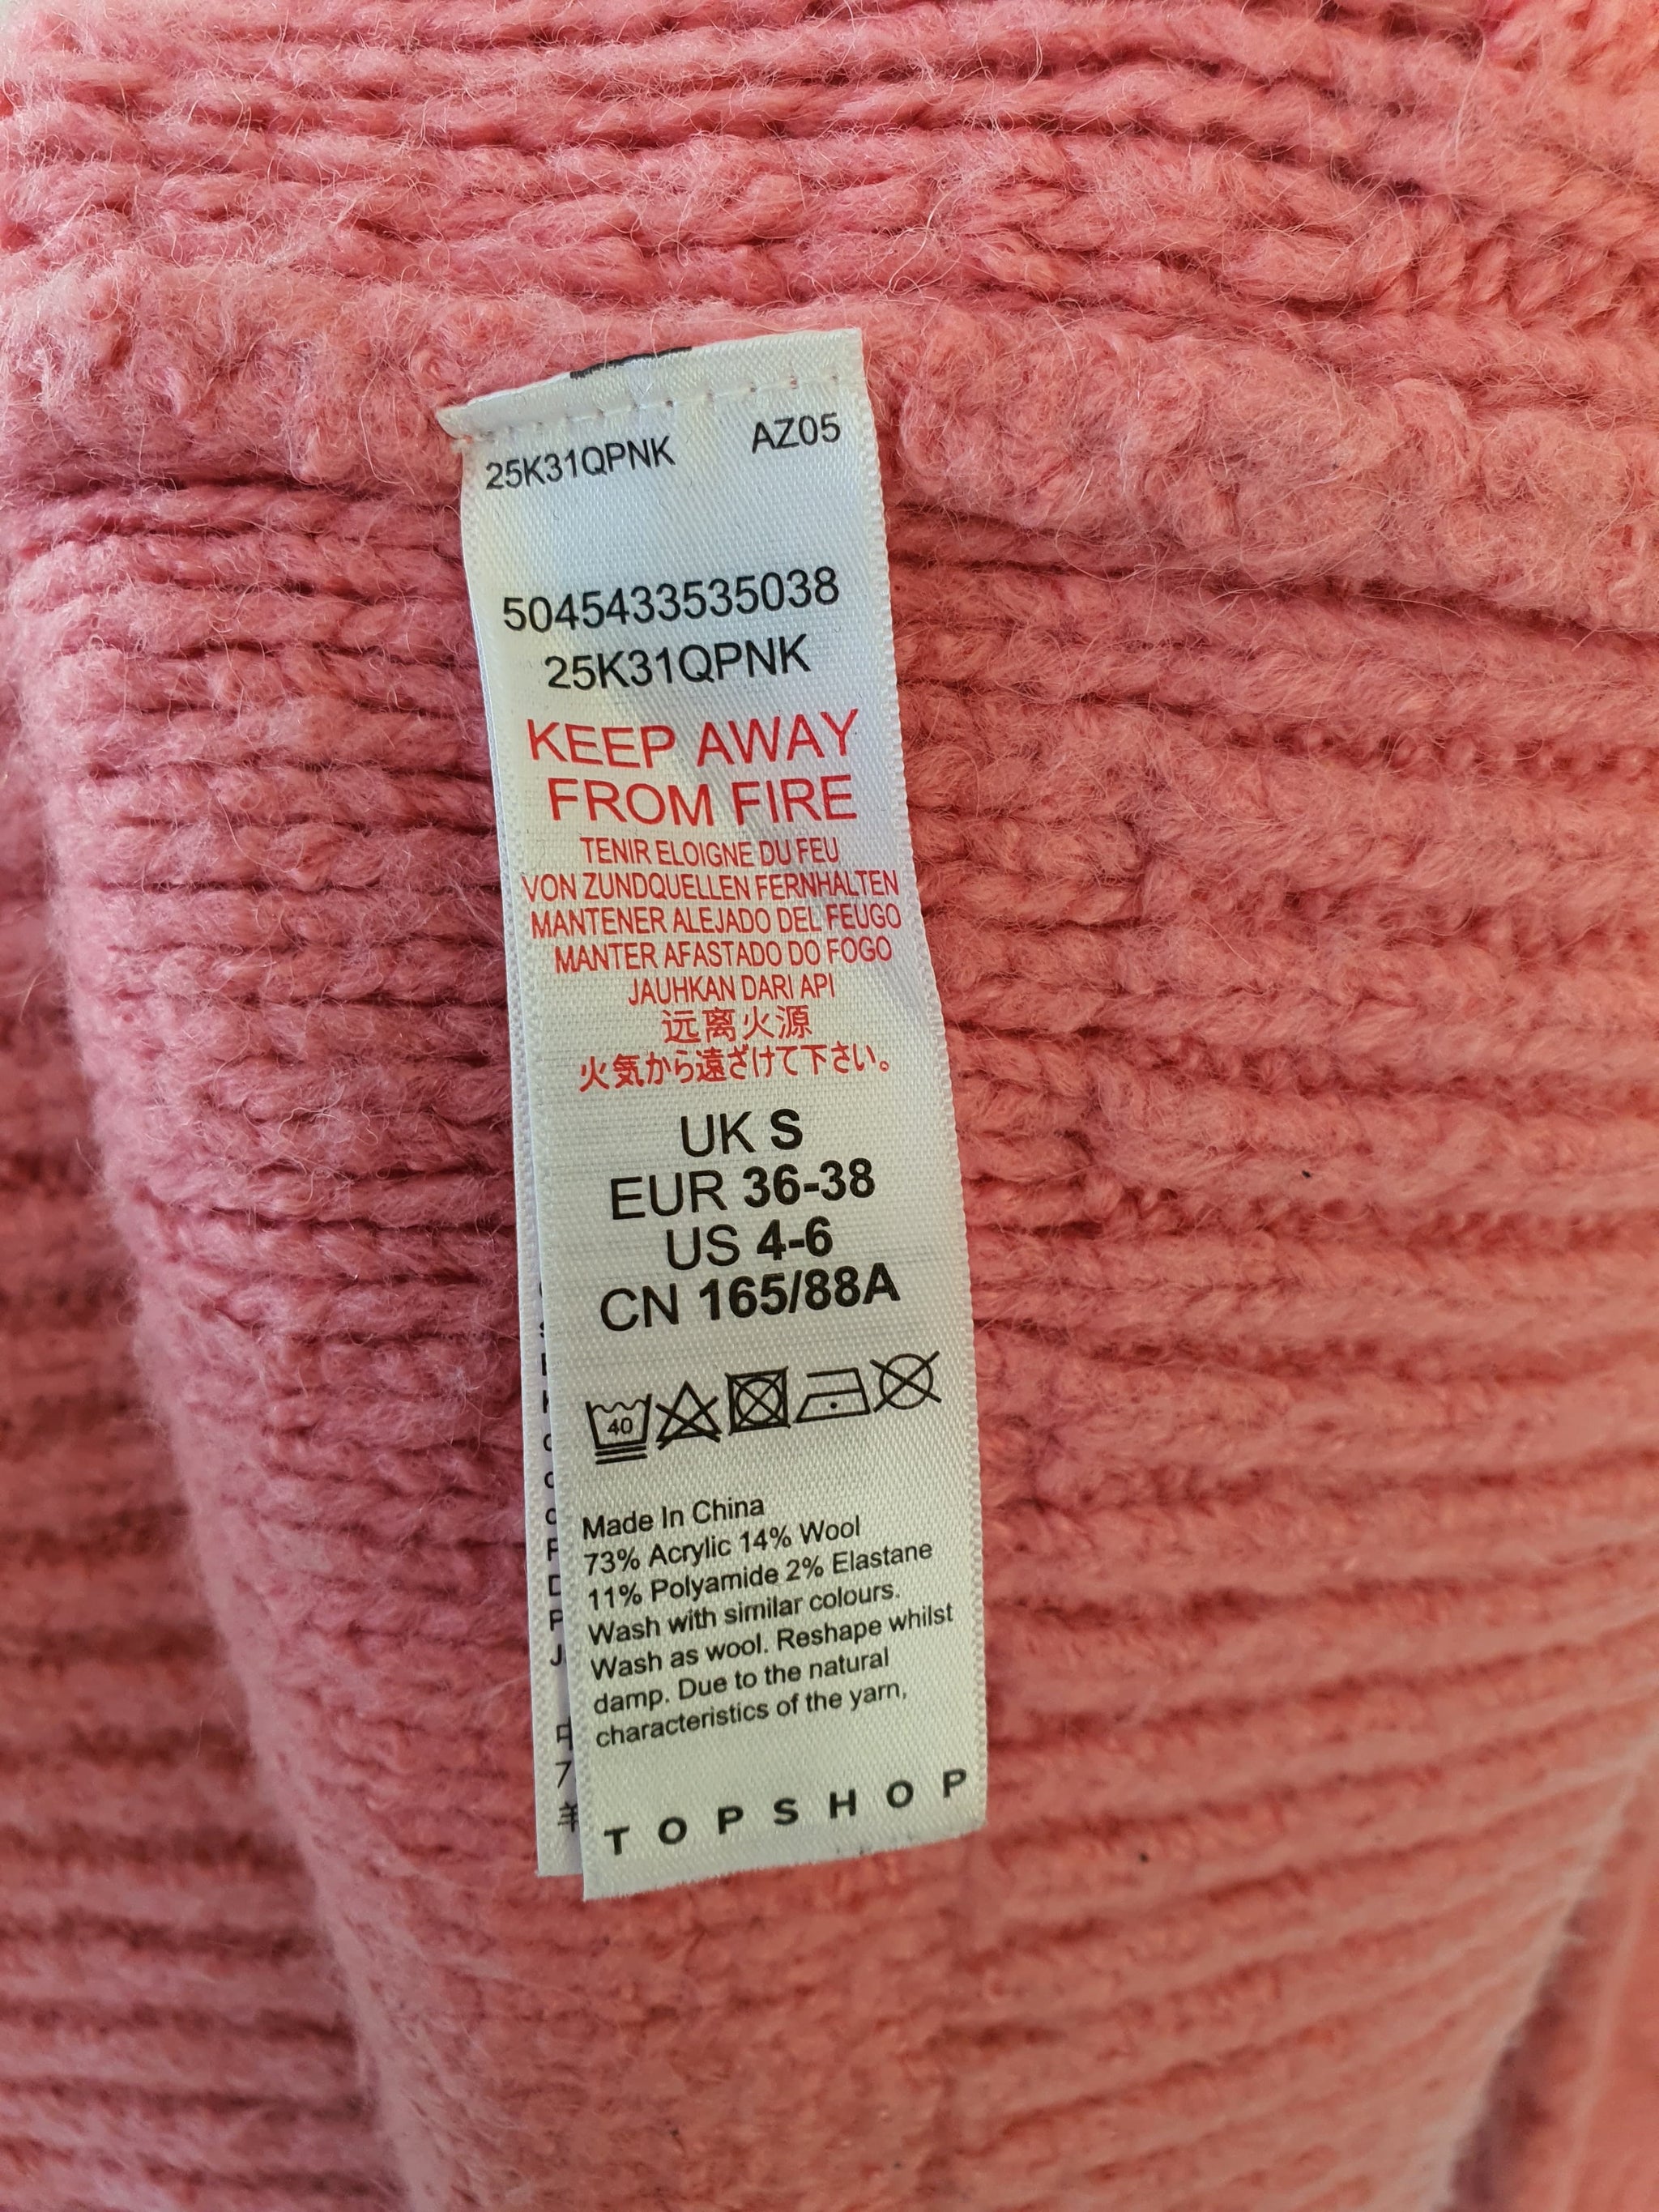 25K31QPNK AZ05
5045433535038
25K31QPNK
KEEP AWAY
FROM FIRE
TENIR ELOIGNE DU FEU
VON ZUNDQUELLEN FERNHALTEN
MANTENER ALEJADO DEL FEUGO
MANTER AFASTADO DO FOGO
JAUHKAN DARI API
远离火源
火気から遠ざけて下さい。
UK S
EUR 36-38
US 4-6
CN 165/88A
40
Made In China
73% Acrylic 14% Wool
11% Polyamide 2% Elastane
Wash with similar colours.
Wash as wool. Reshape whilst
damp. Due to the natural
characteristics of the yarn,
TOPSHOP